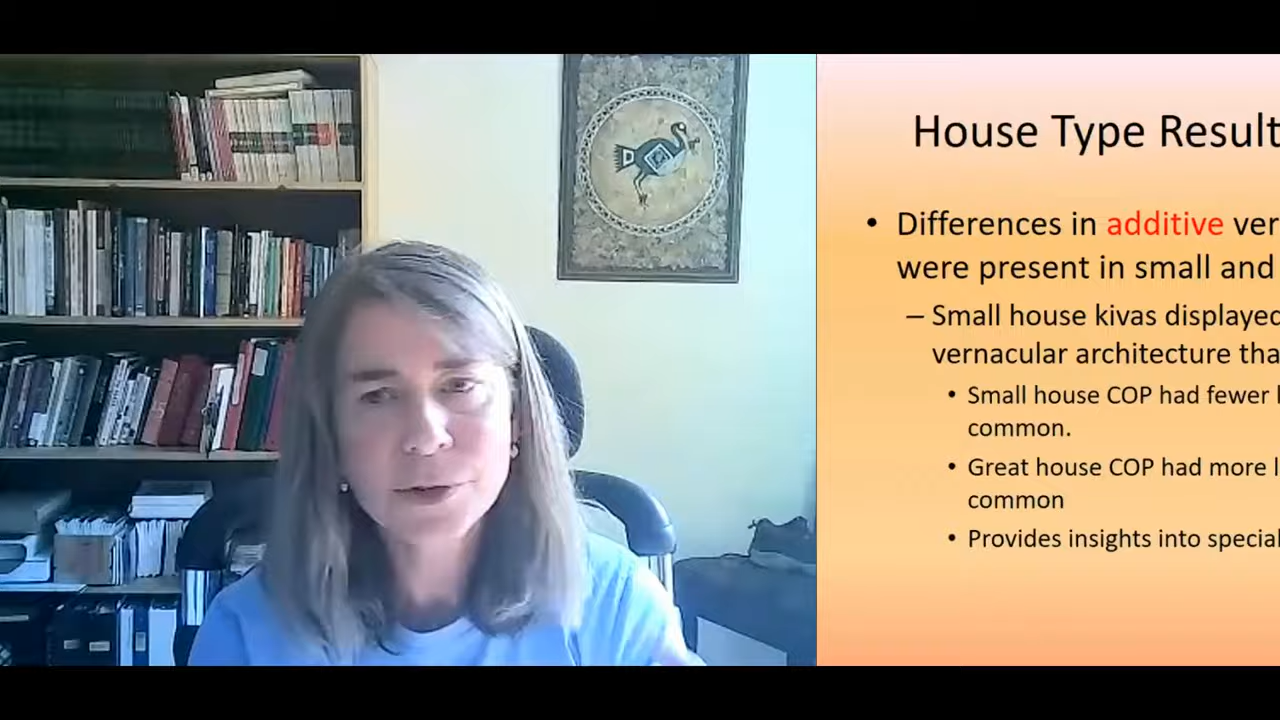 House Type Result
• Differences in additive ver
were present in small and
– Small house kivas displayed
vernacular architecture tha
• Small house COP had fewer l
common.
• Great house COP had more l
common
• Provides insights into special